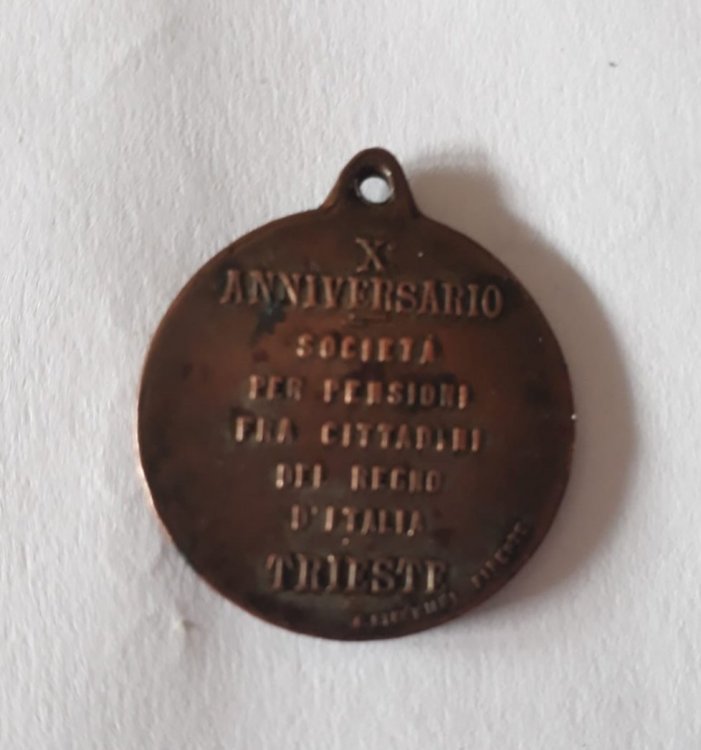 X
ANNIVERSARIO
SOCIETÀ
PER PENSIONI
FRA CITTADINI
DEL REGNO
D'ITALIA
TRIESTE